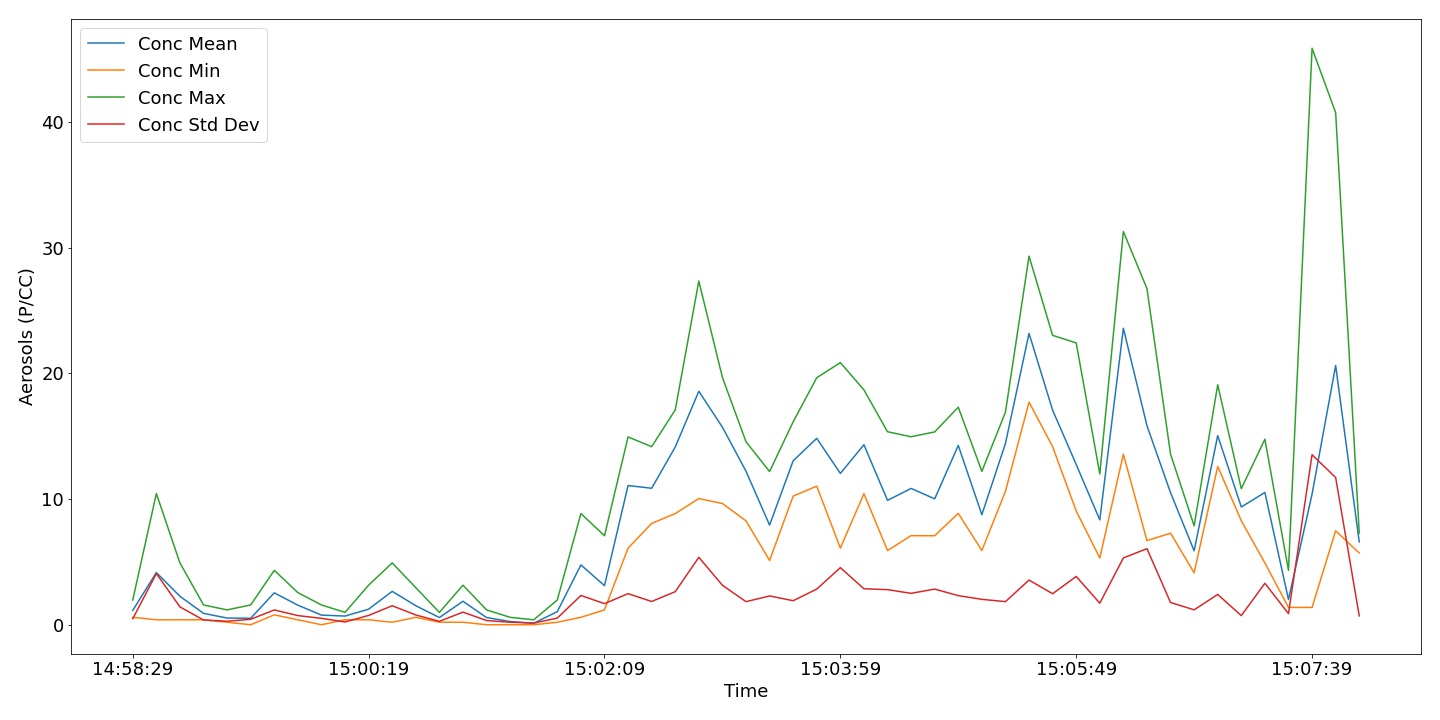 Conc Mean
Conc Min
Conc Max
Conc Std Dev
40
30
20
10
0
Aerosols (P/CC)
14:58:29 15:00:19 15:02:09 15:03:59 15:05:49 15:07:39
Time